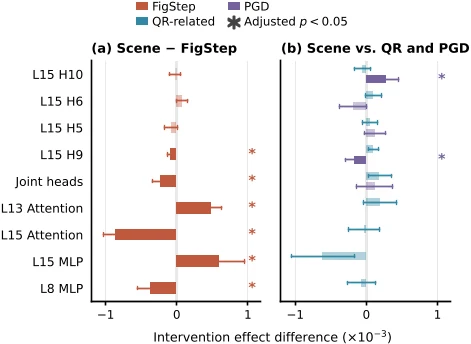 FigStep PGD
QR-related * Adjusted p < 0.05
(a) Scene − FigStep (b) Scene vs. QR and PGD
L15 H10 *
L15 H6
L15 H5
L15 H9 * *
Joint heads *
L13 Attention *
L15 Attention *
L15 MLP *
L8 MLP *
−1 0 1 −1 0 1
Intervention effect difference (×10⁻³)